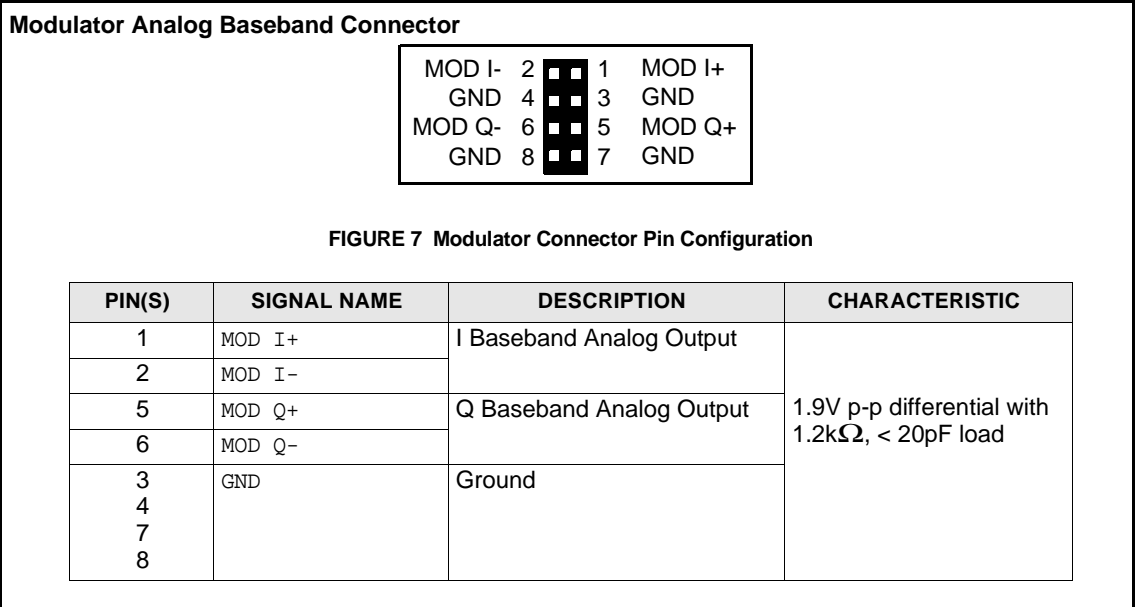 Modulator Analog Baseband Connector
MOD I- 2 1 MOD I+
GND 4 3 GND
MOD Q- 6 5 MOD Q+
GND 8 7 GND
FIGURE 7 Modulator Connector Pin Configuration
PIN(S) SIGNAL NAME DESCRIPTION CHARACTERISTIC
1 MOD I+ I Baseband Analog Output
2 MOD I-
5 MOD Q+ Q Baseband Analog Output
6 MOD Q-
1.9V p-p differential with
1.2kΩ, < 20pF load
3 GND Ground
4
7
8